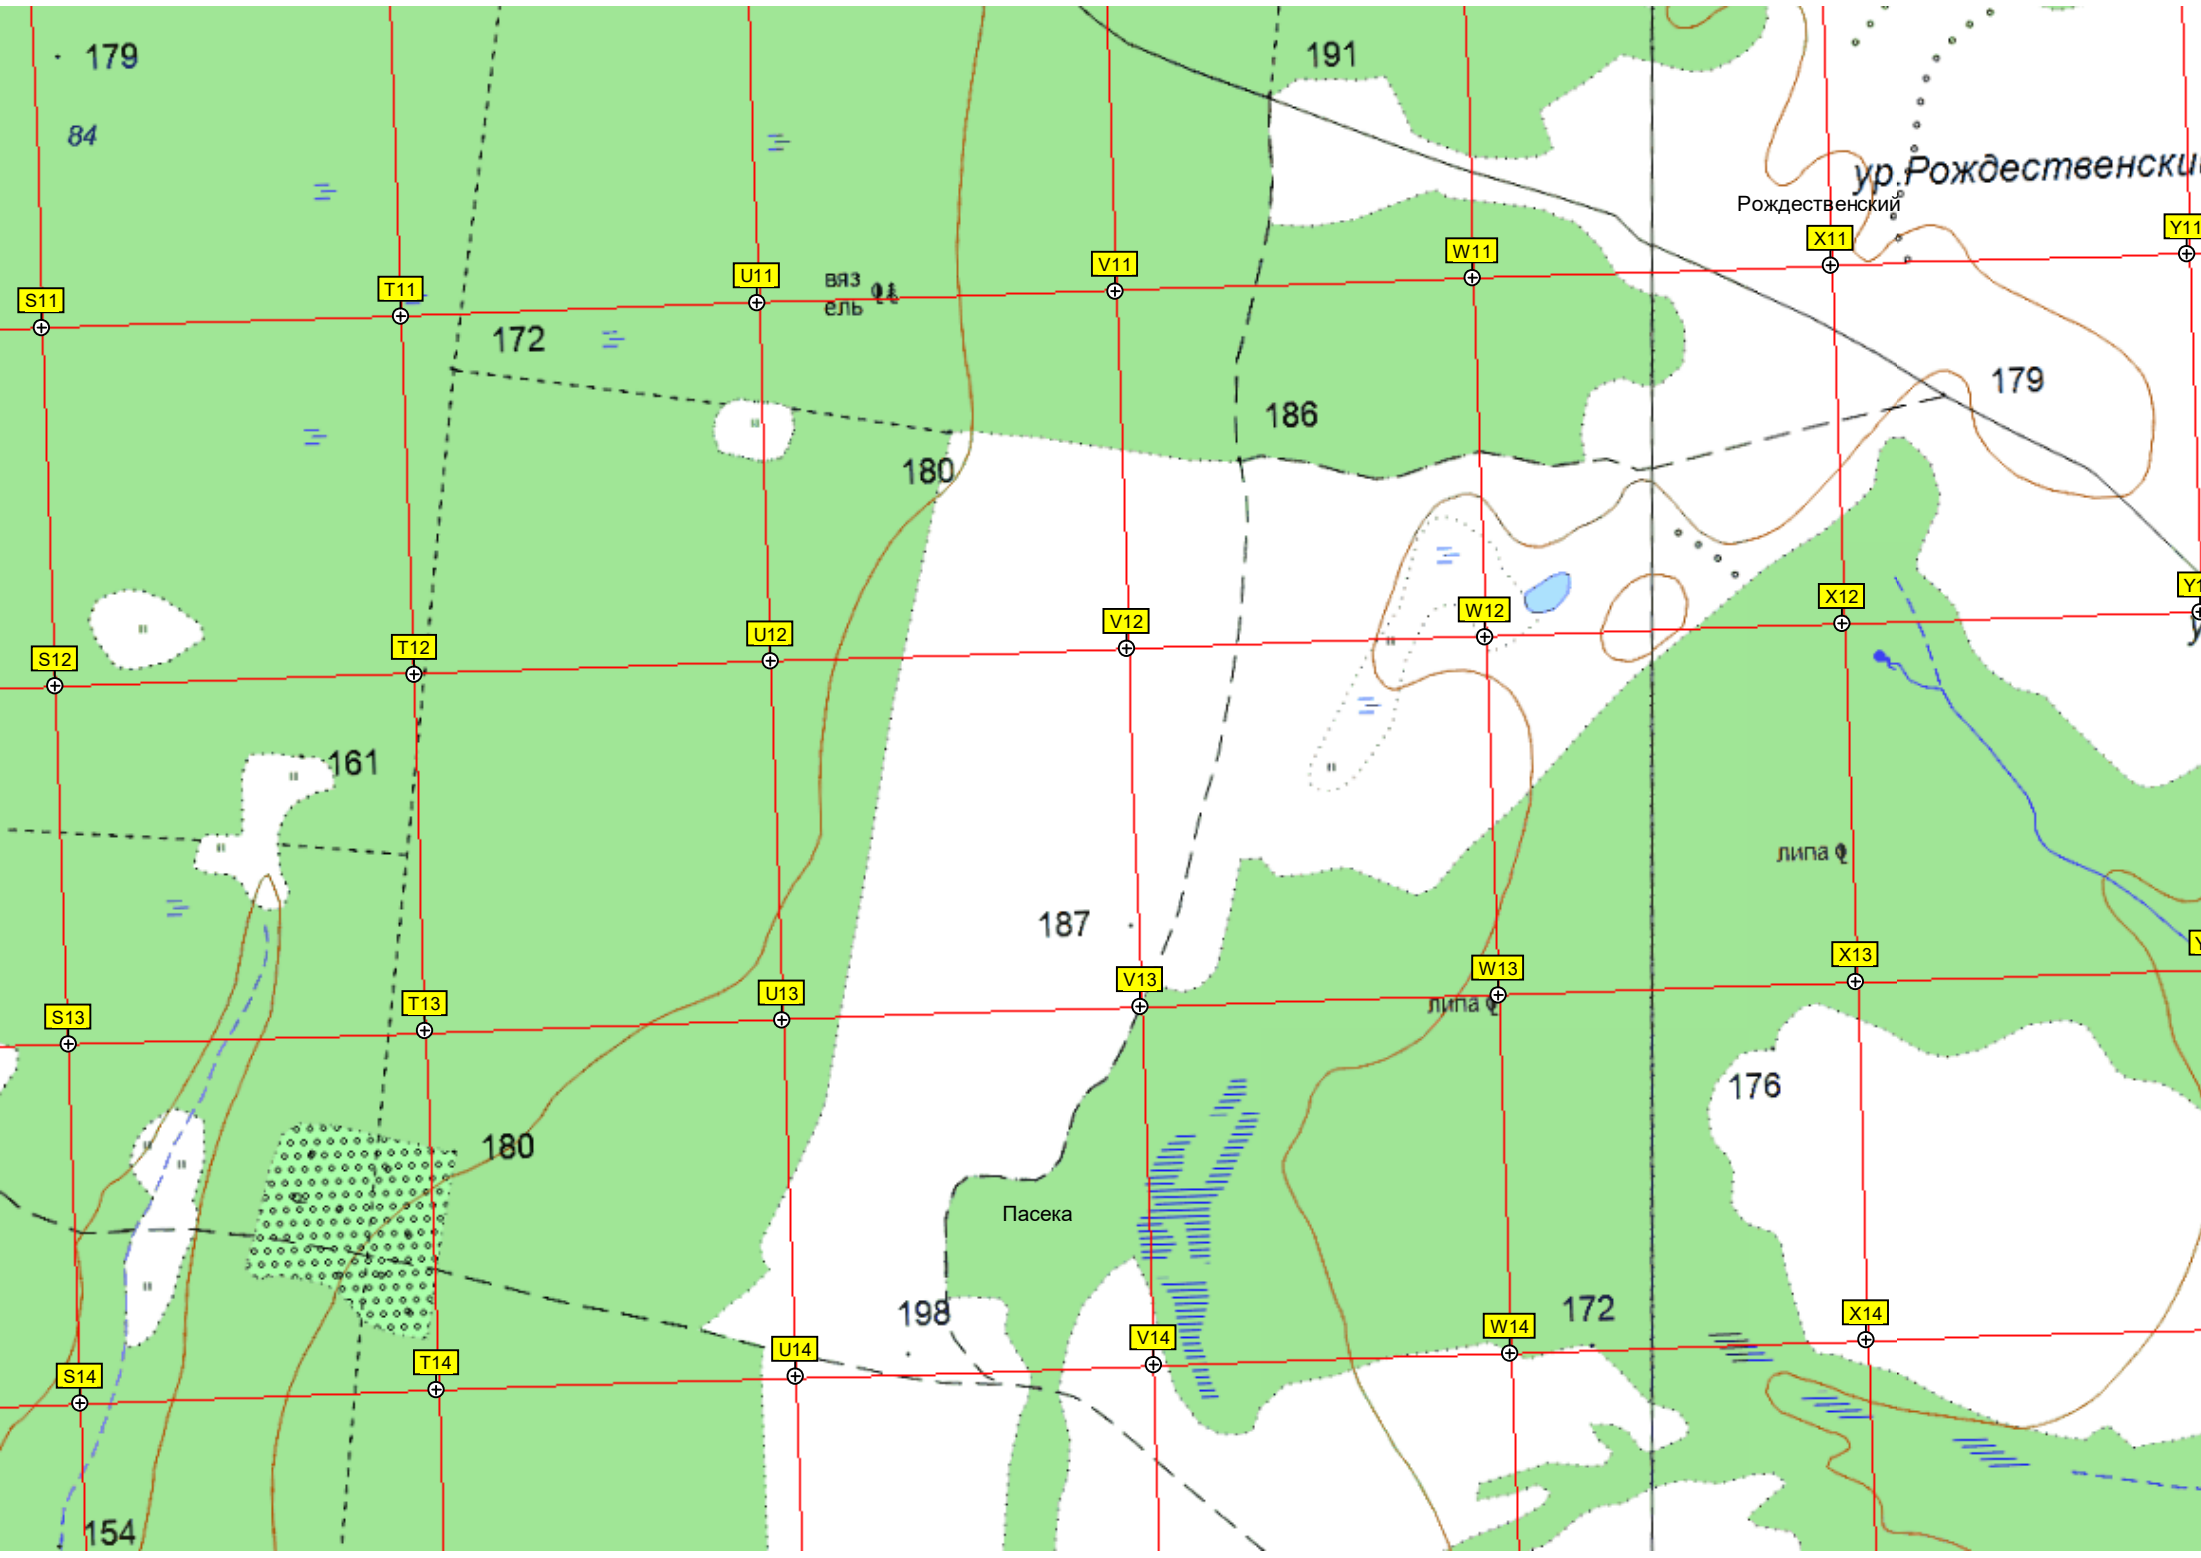 179
191
84
ур.Рождественски
Рождественский
Y11
X11
W11
V11
U11
вяз
ель
T11
S11
172
179
186
180
Y1
X12
W12
V12
U12
T12
S12
161
липа
187
Y
X13
W13
V13
U13
T13
S13
липа
176
180
Пасека
198
172
X14
W14
V14
U14
T14
S14
154